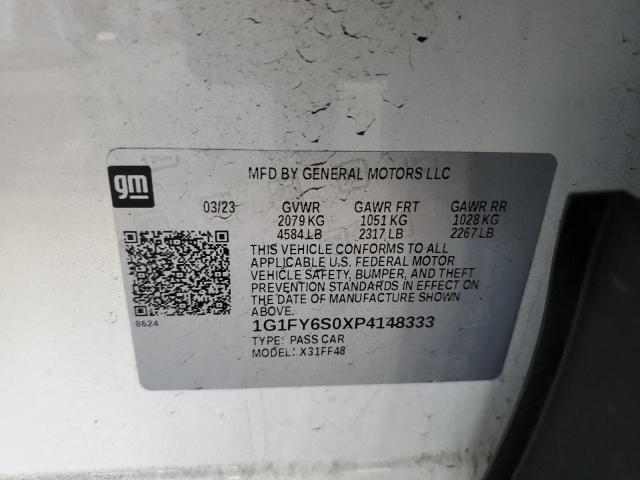 gm
MFD BY GENERAL MOTORS LLC
03/23 GVWR GAWR FRT GAWR RR
2079 KG 1051 KG 1028 KG
4584 LB 2317 LB 2267 LB
THIS VEHICLE CONFORMS TO ALL
APPLICABLE U.S. FEDERAL MOTOR
VEHICLE SAFETY, BUMPER, AND THEFT
PREVENTION STANDARDS IN EFFECT ON
THE DATE OF MANUFACTURE SHOWN
ABOVE.
8624
1G1FY6S0XP4148333
TYPE: PASS CAR
MODEL: X31FF48